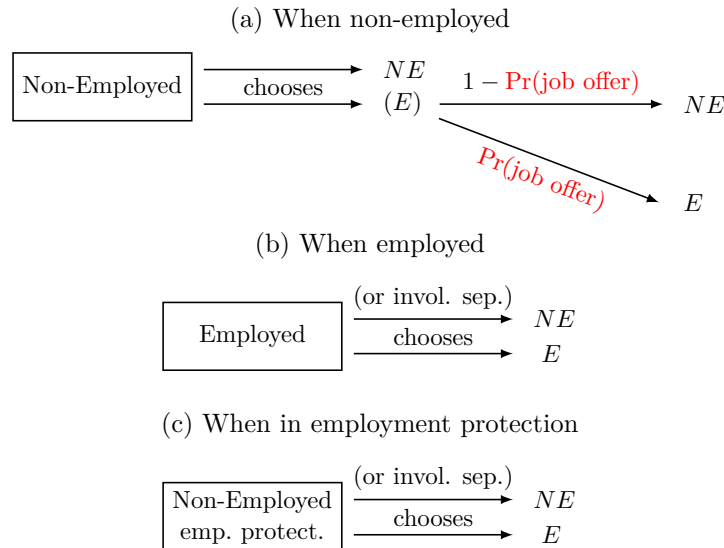 (a) When non-employed
Non-Employed
chooses
NE
(E)
1 − Pr(job offer)
NE
Pr(job offer)
E
(b) When employed
Employed
(or invol. sep.)
chooses
NE
E
(c) When in employment protection
Non-Employed
emp. protect.
(or invol. sep.)
chooses
NE
E